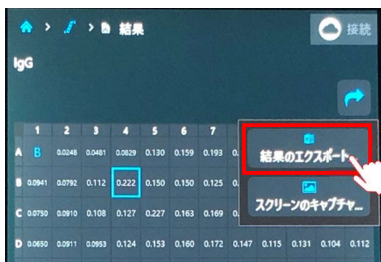 > > 結果 接続
IgG
1 2 3 4 5 6 7
A B 0.0248 0.0481 0.0829 0.130 0.159 0.193 0.
結果のエクスポート
B 0.0941 0.0792 0.112 0.222 0.150 0.150 0.125 0.
C 0.0750 0.0910 0.108 0.127 0.227 0.163 0.169 0.
スクリーンのキャプチャ...
D 0.0650 0.0911 0.0953 0.124 0.153 0.160 0.172 0.147 0.115 0.131 0.104 0.112